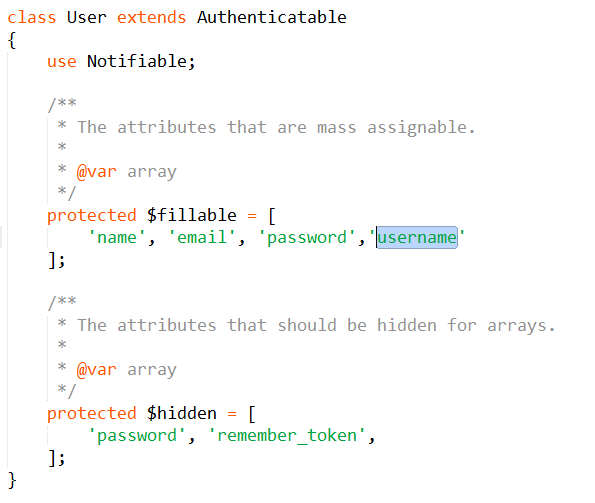 class User extends Authenticatable
{
    use Notifiable;

    /**
     * The attributes that are mass assignable.
     *
     * @var array
     */
    protected $fillable = [
        'name', 'email', 'password','username'
    ];

    /**
     * The attributes that should be hidden for arrays.
     *
     * @var array
     */
    protected $hidden = [
        'password', 'remember_token',
    ];
}